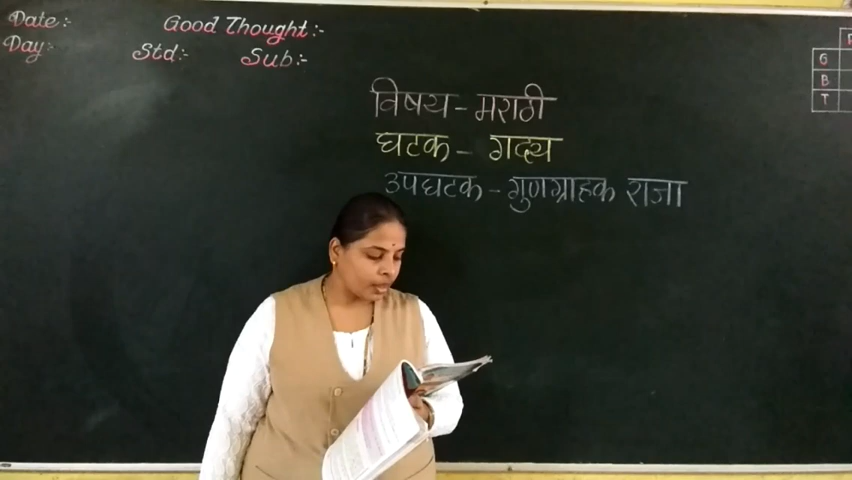 Date:-
Good Thought:-
Day:-
Std:-
Sub:-
विषय - मराठी
घटक - गद्य
उपघटक - गुणग्राहक राजा
G
B
T